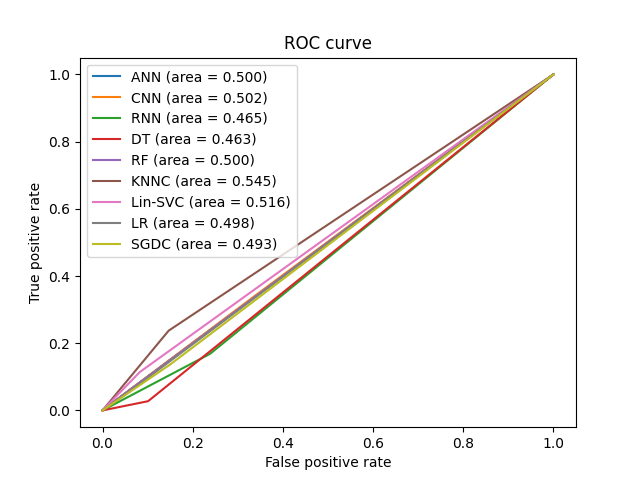 ROC curve
ANN (area = 0.500)
CNN (area = 0.502)
RNN (area = 0.465)
DT (area = 0.463)
RF (area = 0.500)
KNNC (area = 0.545)
Lin-SVC (area = 0.516)
LR (area = 0.498)
SGDC (area = 0.493)
True positive rate
1.0
0.8
0.6
0.4
0.2
0.0
0.0 0.2 0.4 0.6 0.8 1.0
False positive rate